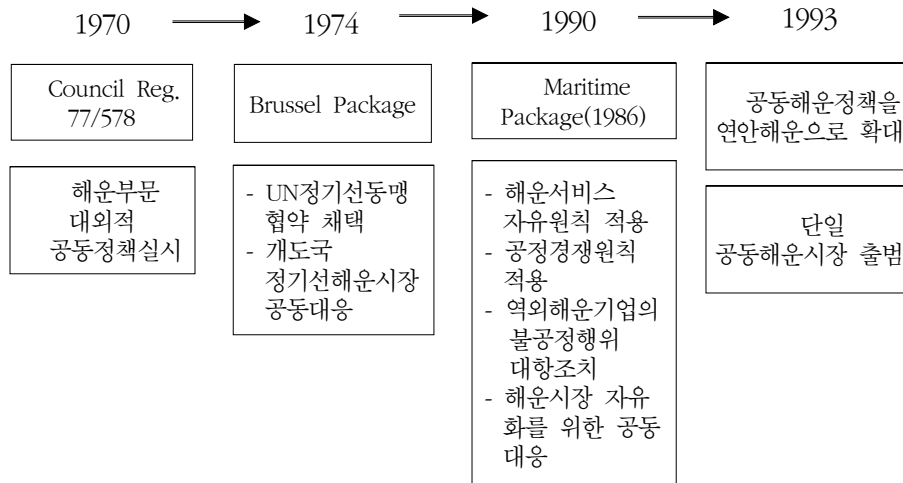 1970 1974 1990 1993
Council Reg.
77/578
해운부문
대외적
공동정책실시
Brussel Package
- UN정기선동맹
협약 채택
- 개도국
정기선해운시장
공동대응
Maritime
Package(1986)
- 해운서비스
자유원칙 적용
- 공정경쟁원칙
적용
- 역외해운기업의
불공정행위
대항조치
- 해운시장 자유
화를 위한 공동
대응
공동해운정책을
연안해운으로 확대
단일
공동해운시장 출범